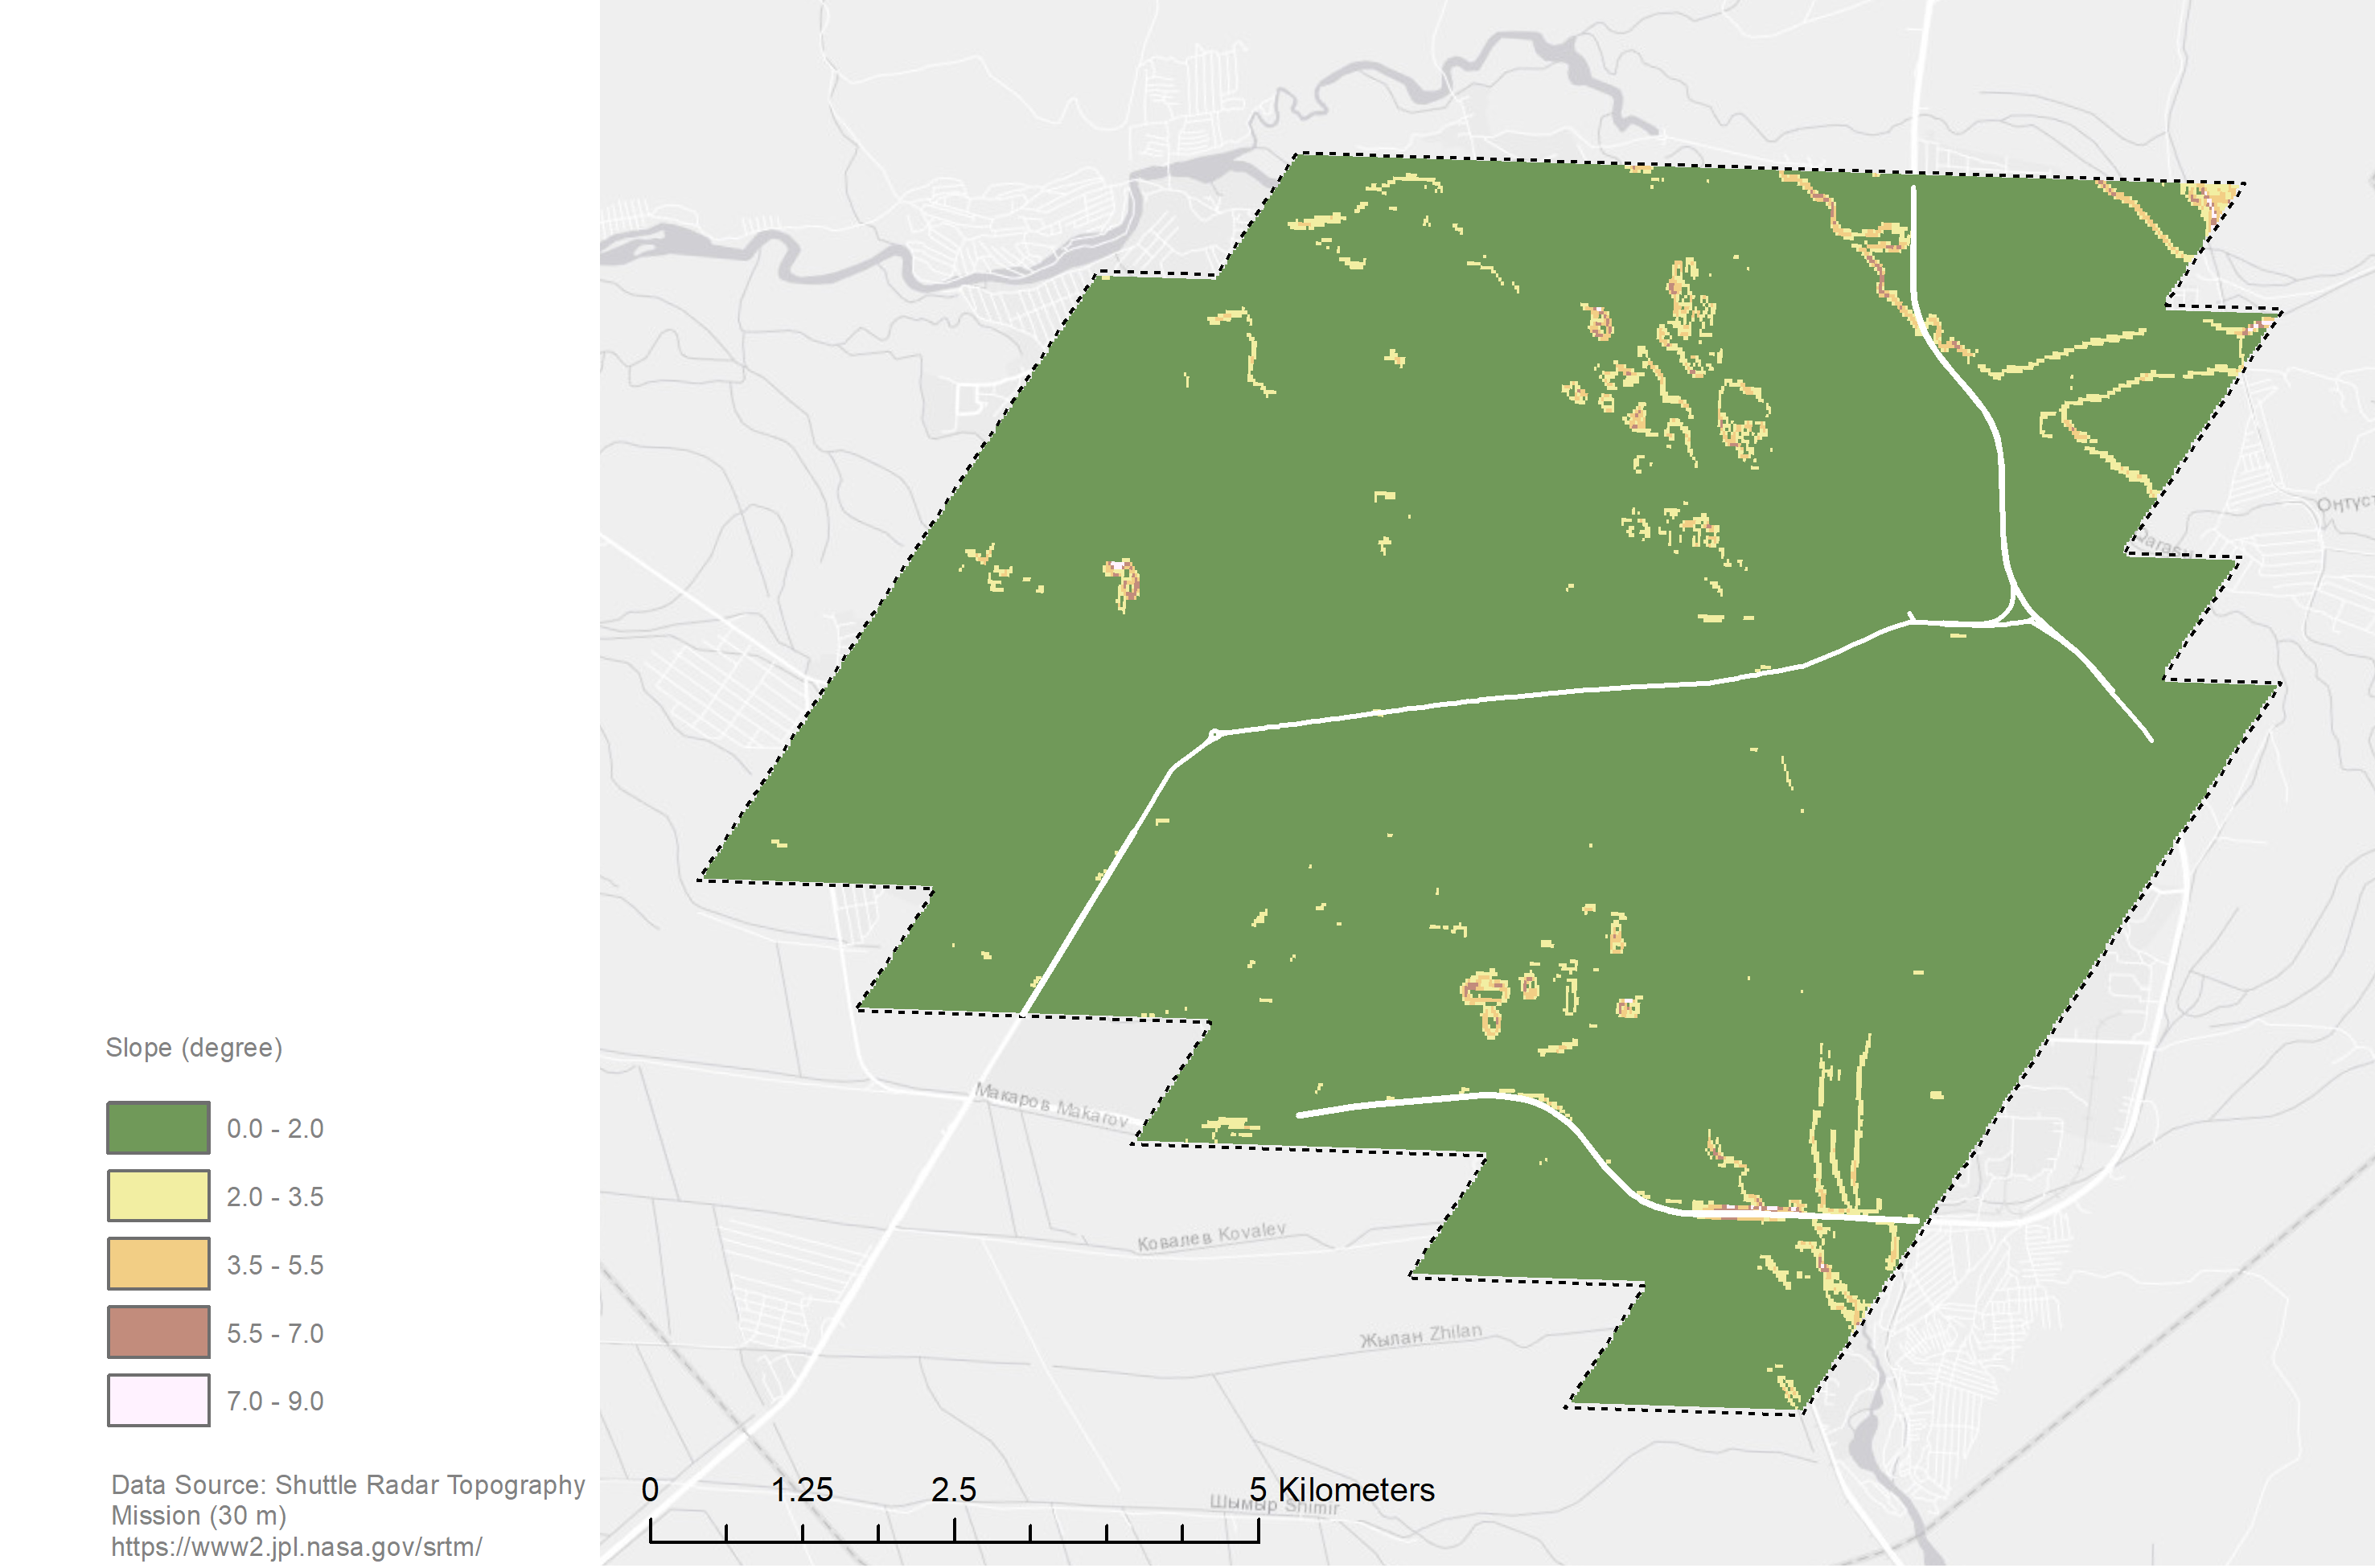 Оңтүст
Qarasu
Slope (degree)
0.0 - 2.0
2.0 - 3.5
3.5 - 5.5
5.5 - 7.0
7.0 - 9.0
Макаров Makarov
Ковалев Kovalev
Жылан Zhilan
Шымыр Shimir
0 1.25 2.5 5 Kilometers
Data Source: Shuttle Radar Topography
Mission (30 m)
https://www2.jpl.nasa.gov/srtm/